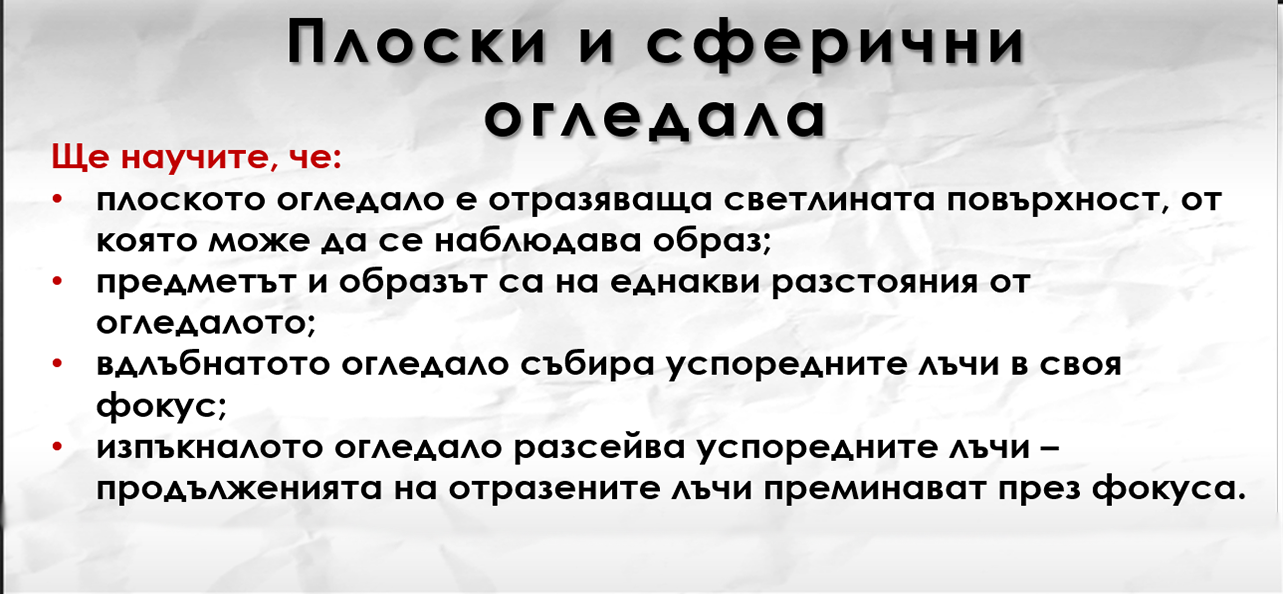 Плоски и сферични
огледала
Ще научите, че:
• плоското огледало е отразяваща светлината повърхност, от
която може да се наблюдава образ;
• предметът и образът са на еднакви разстояния от
огледалото;
• вдлъбнатото огледало събира успоредните лъчи в своя
фокус;
• изпъкналото огледало разсейва успоредните лъчи –
продълженията на отразените лъчи преминават през фокуса.